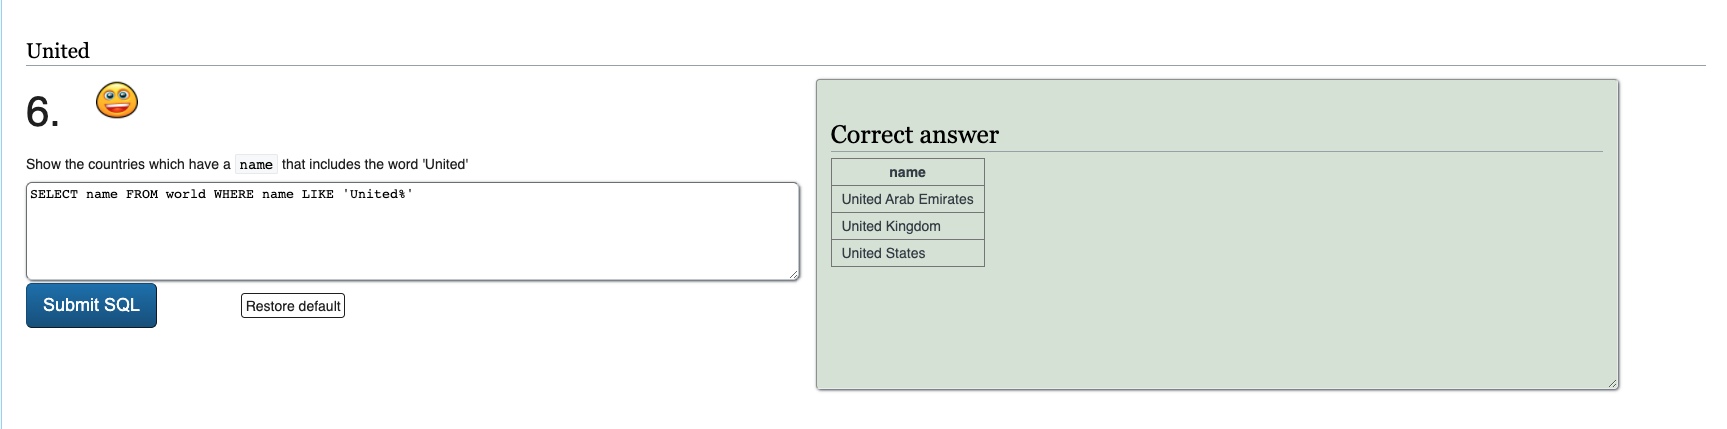 United
6.
Show the countries which have a name that includes the word 'United'
SELECT name FROM world WHERE name LIKE 'United%'
Submit SQL
Restore default
Correct answer
name
United Arab Emirates
United Kingdom
United States